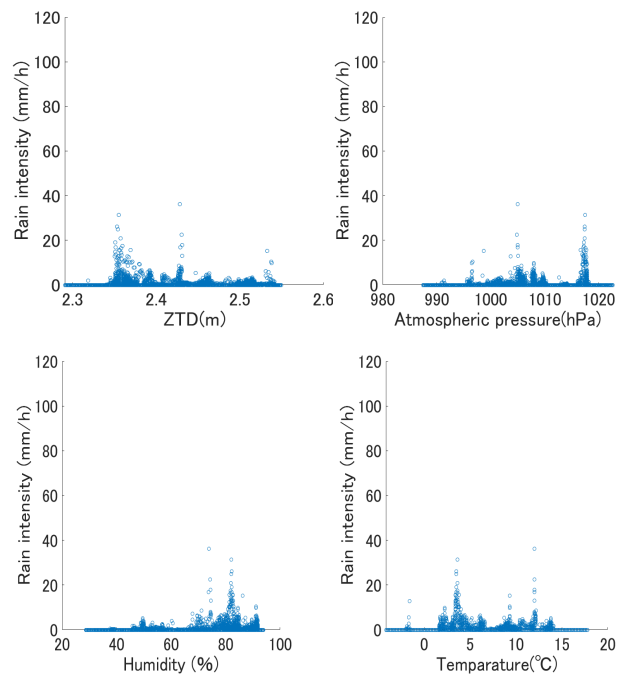 120
100
80
60
40
20
0
2.3 2.4 2.5 2.6
ZTD(m)
Rain intensity (mm/h)
120
100
80
60
40
20
0
980 990 1000 1010 1020
Atmospheric pressure(hPa)
Rain intensity (mm/h)
120
100
80
60
40
20
0
20 40 60 80 100
Humidity (%)
Rain intensity (mm/h)
120
100
80
60
40
20
0
0 5 10 15 20
Temparature(℃)
Rain intensity (mm/h)